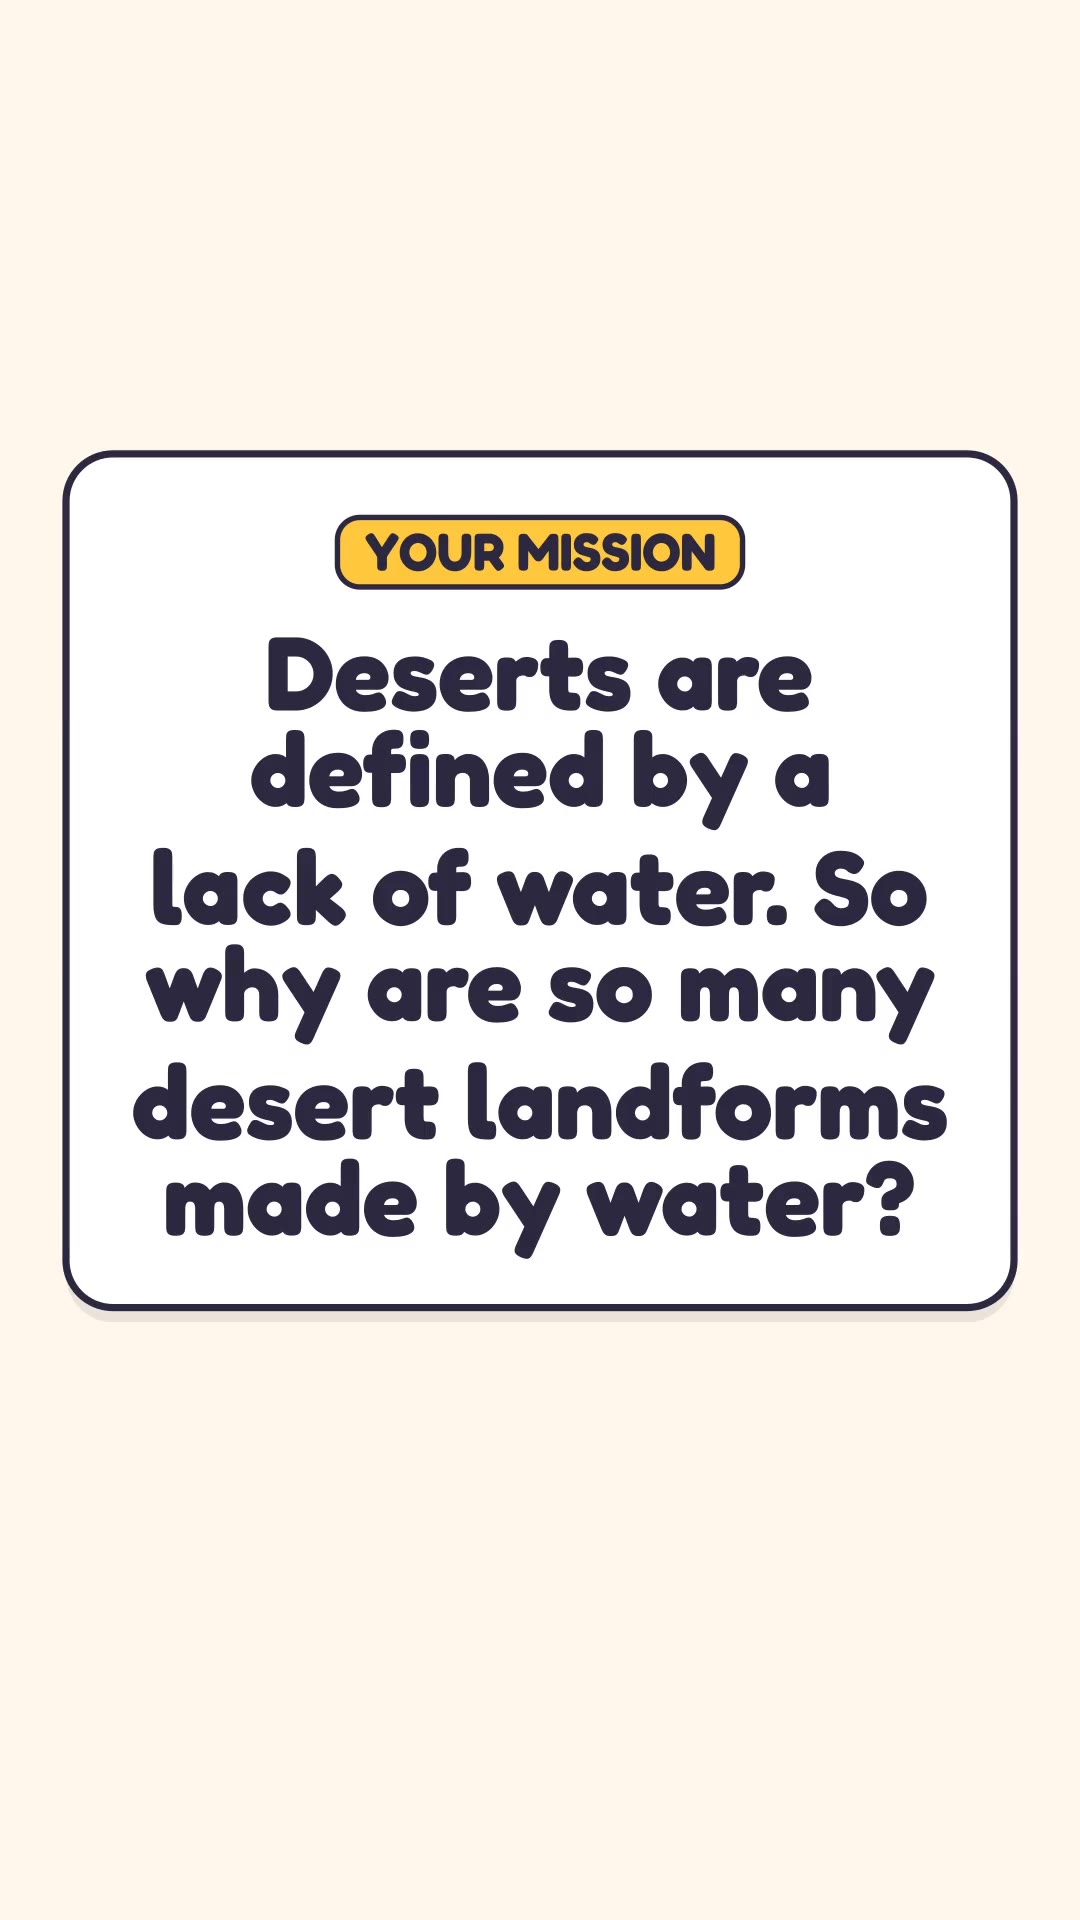 YOUR MISSION
Deserts are
defined by a
lack of water. So
why are so many
desert landforms
made by water?